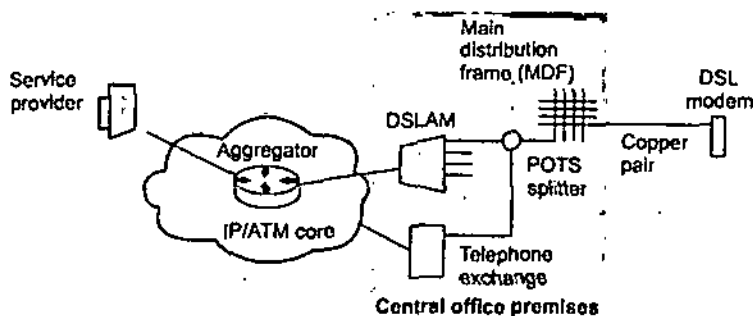 Main
distribution
frame (MDF)
Service
provider
DSL
modem
DSLAM
Aggregator
Copper
pair
POTS
splitter
IP/ATM core
Telephone
exchange
Central office premises